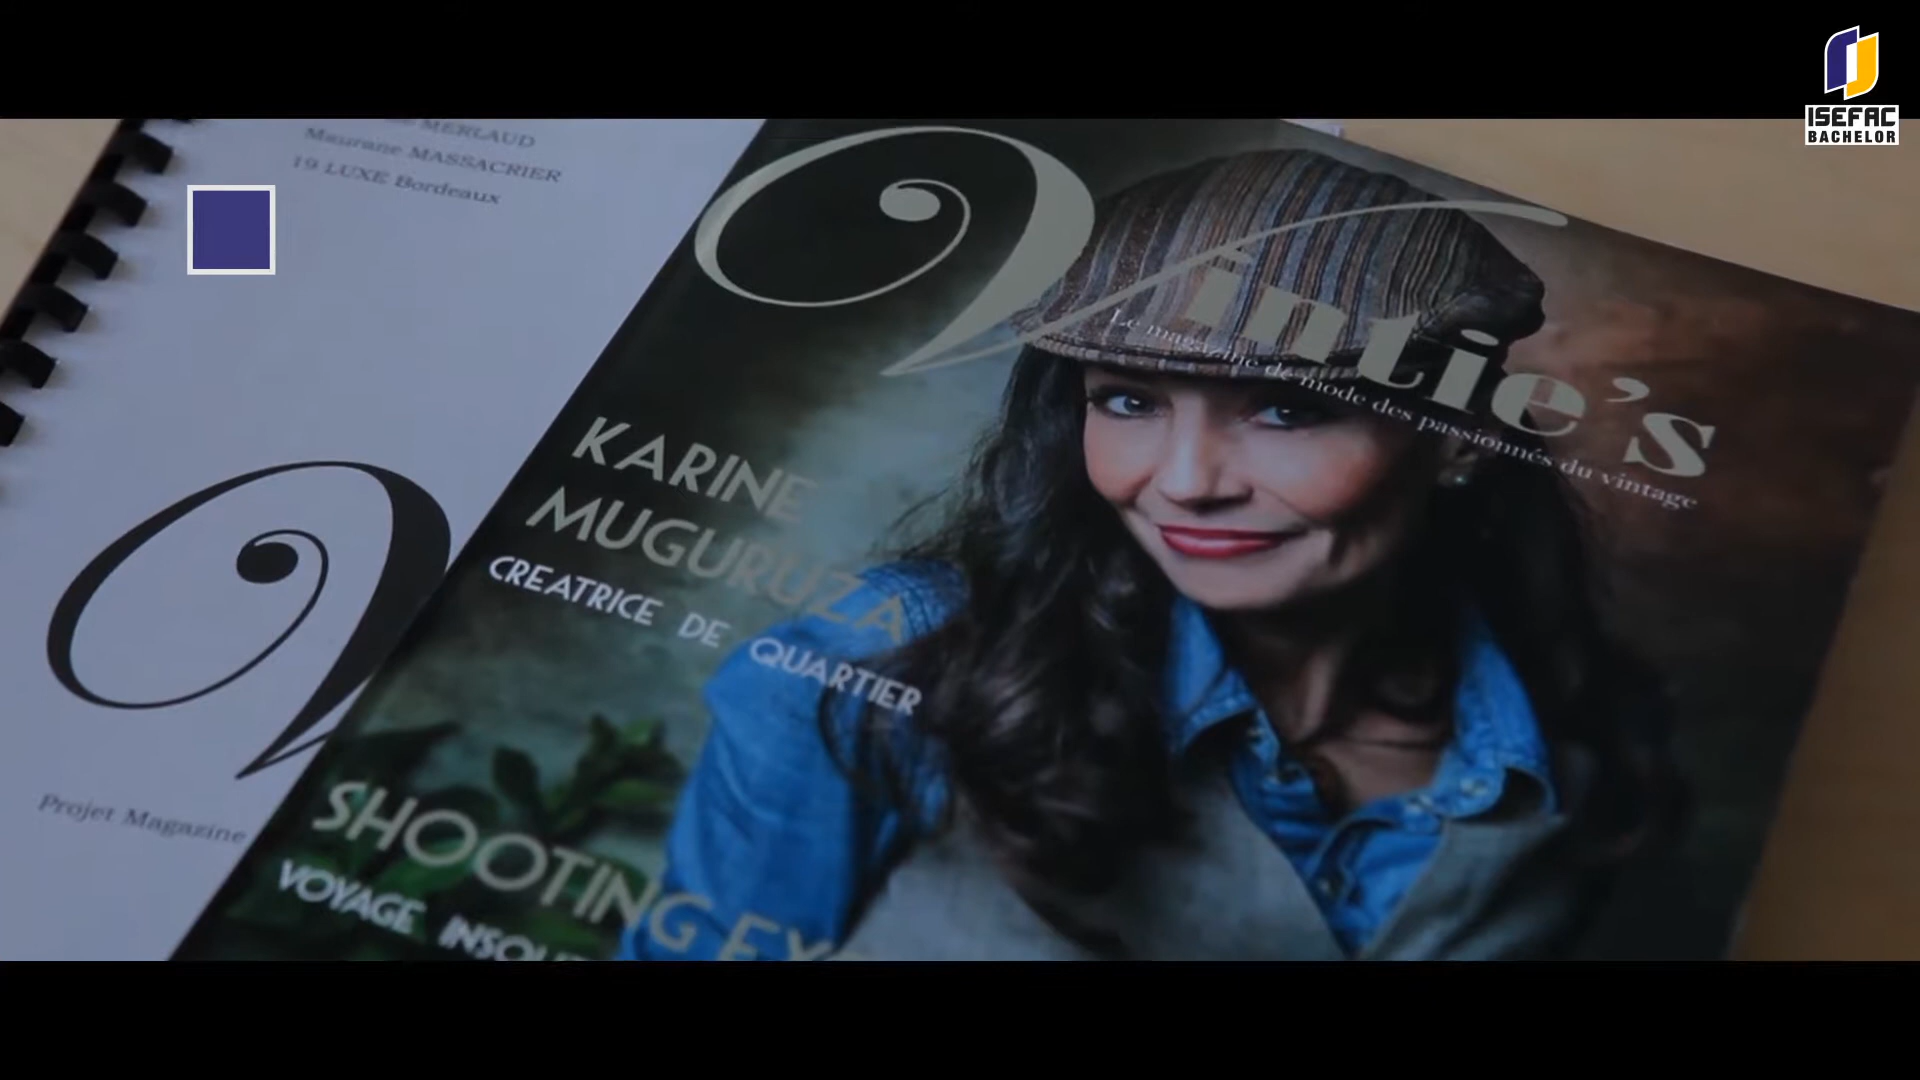 ISEFAC
BACHELOR
MERLAUD
Maurane MASSACRIER
19 LUXE Bordeaux
Projet Magazine
Vintie's
Le magazine de mode des passionnés du vintage
KARINE
MUGURUZA
CREATRICE DE QUARTIER
SHOOTING
VOYAGE